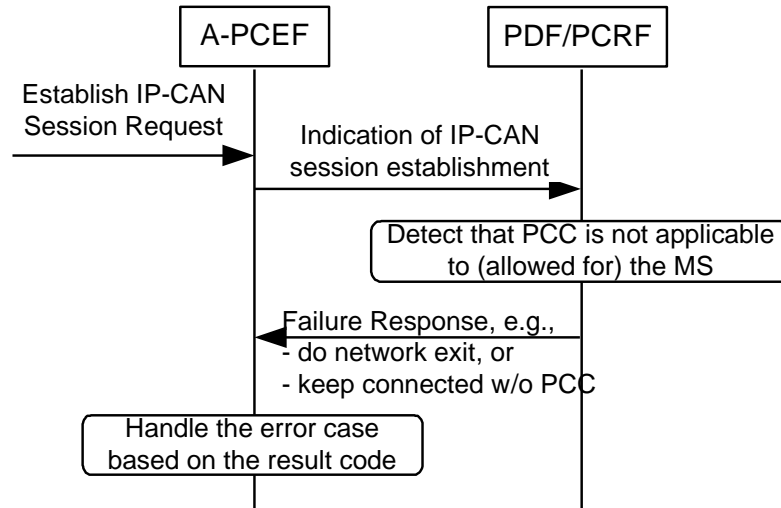 A-PCEF
PDF/PCRF
Establish IP-CAN
Session Request
Indication of IP-CAN
session establishment
Detect that PCC is not applicable
to (allowed for) the MS
Failure Response, e.g.,
- do network exit, or
- keep connected w/o PCC
Handle the error case
based on the result code